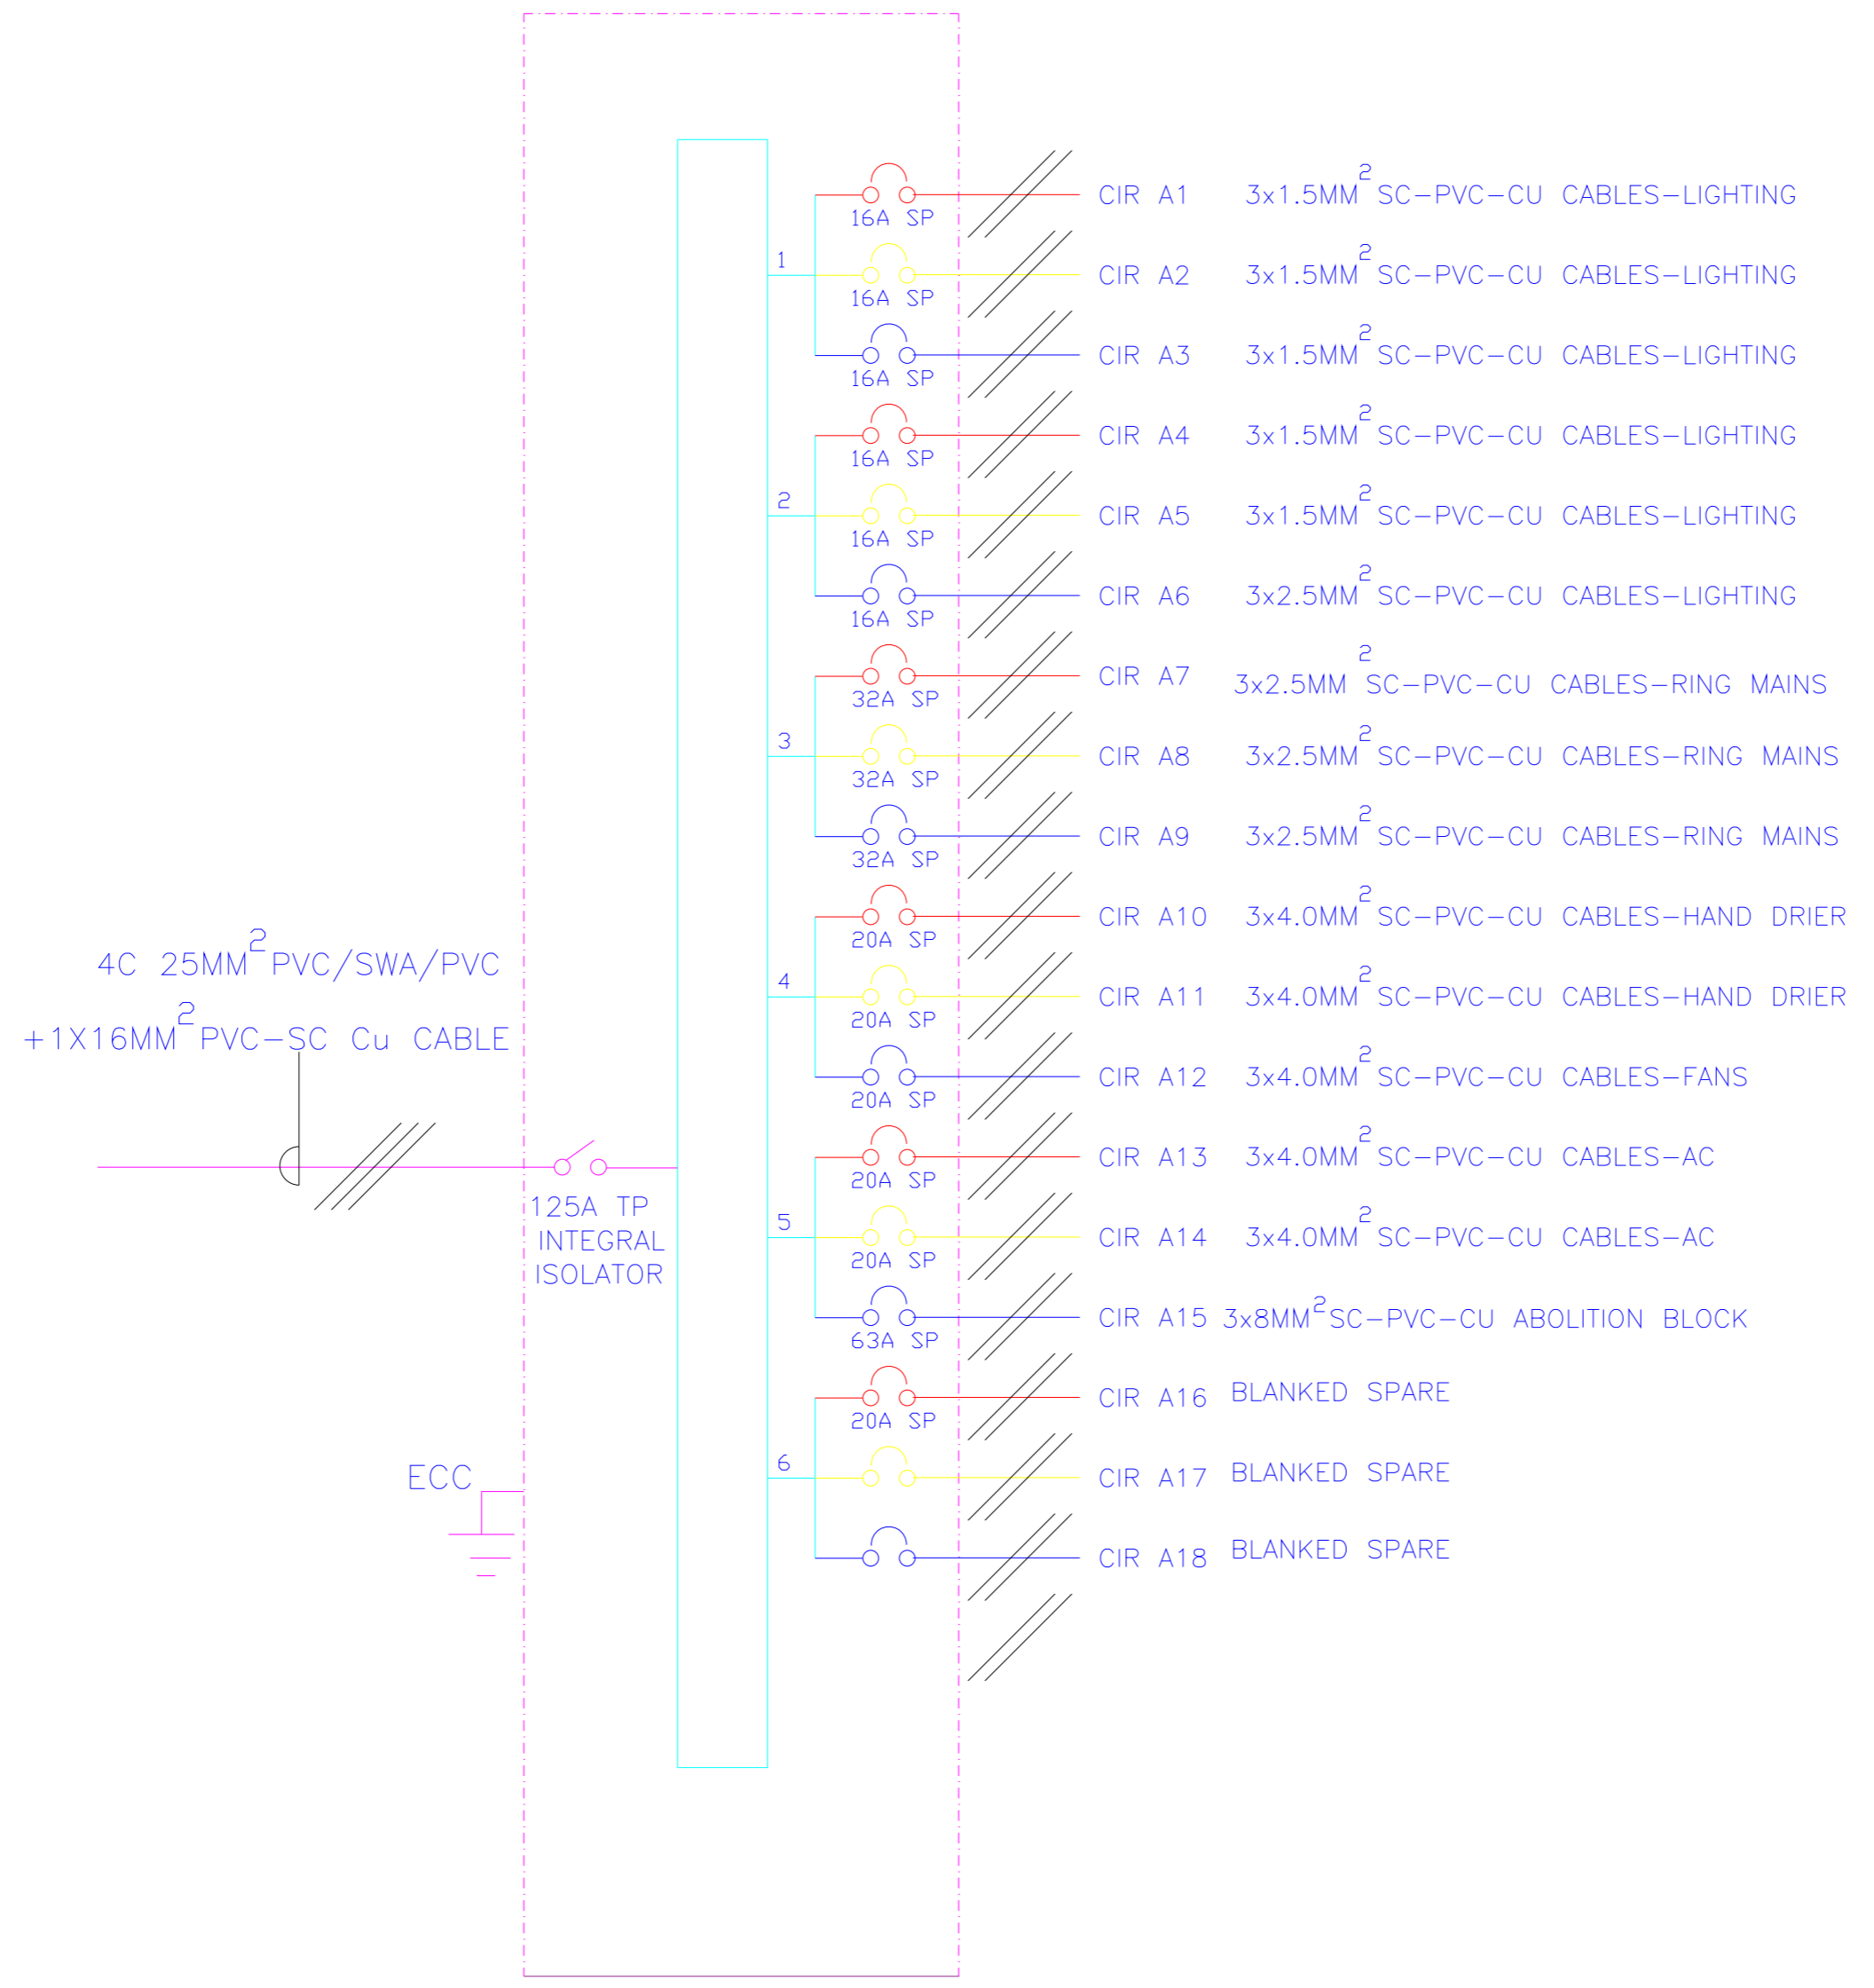 CIR A1 3x1.5MM² SC-PVC-CU CABLES-LIGHTING
16A SP
1
CIR A2 3x1.5MM² SC-PVC-CU CABLES-LIGHTING
16A SP
CIR A3 3x1.5MM² SC-PVC-CU CABLES-LIGHTING
16A SP
CIR A4 3x1.5MM² SC-PVC-CU CABLES-LIGHTING
16A SP
2
CIR A5 3x1.5MM² SC-PVC-CU CABLES-LIGHTING
16A SP
CIR A6 3x2.5MM² SC-PVC-CU CABLES-LIGHTING
16A SP
CIR A7 3x2.5MM² SC-PVC-CU CABLES-RING MAINS
32A SP
3
CIR A8 3x2.5MM² SC-PVC-CU CABLES-RING MAINS
32A SP
CIR A9 3x2.5MM² SC-PVC-CU CABLES-RING MAINS
32A SP
CIR A10 3x4.0MM² SC-PVC-CU CABLES-HAND DRIER
20A SP
4
CIR A11 3x4.0MM² SC-PVC-CU CABLES-HAND DRIER
20A SP
CIR A12 3x4.0MM² SC-PVC-CU CABLES-FANS
20A SP
4C 25MM² PVC/SWA/PVC
+1X16MM² PVC-SC Cu CABLE
125A TP
INTEGRAL
ISOLATOR
CIR A13 3x4.0MM² SC-PVC-CU CABLES-AC
20A SP
5
CIR A14 3x4.0MM² SC-PVC-CU CABLES-AC
20A SP
CIR A15 3x8MM² SC-PVC-CU ABOLITION BLOCK
63A SP
CIR A16 BLANKED SPARE
20A SP
6
CIR A17 BLANKED SPARE
CIR A18 BLANKED SPARE
ECC